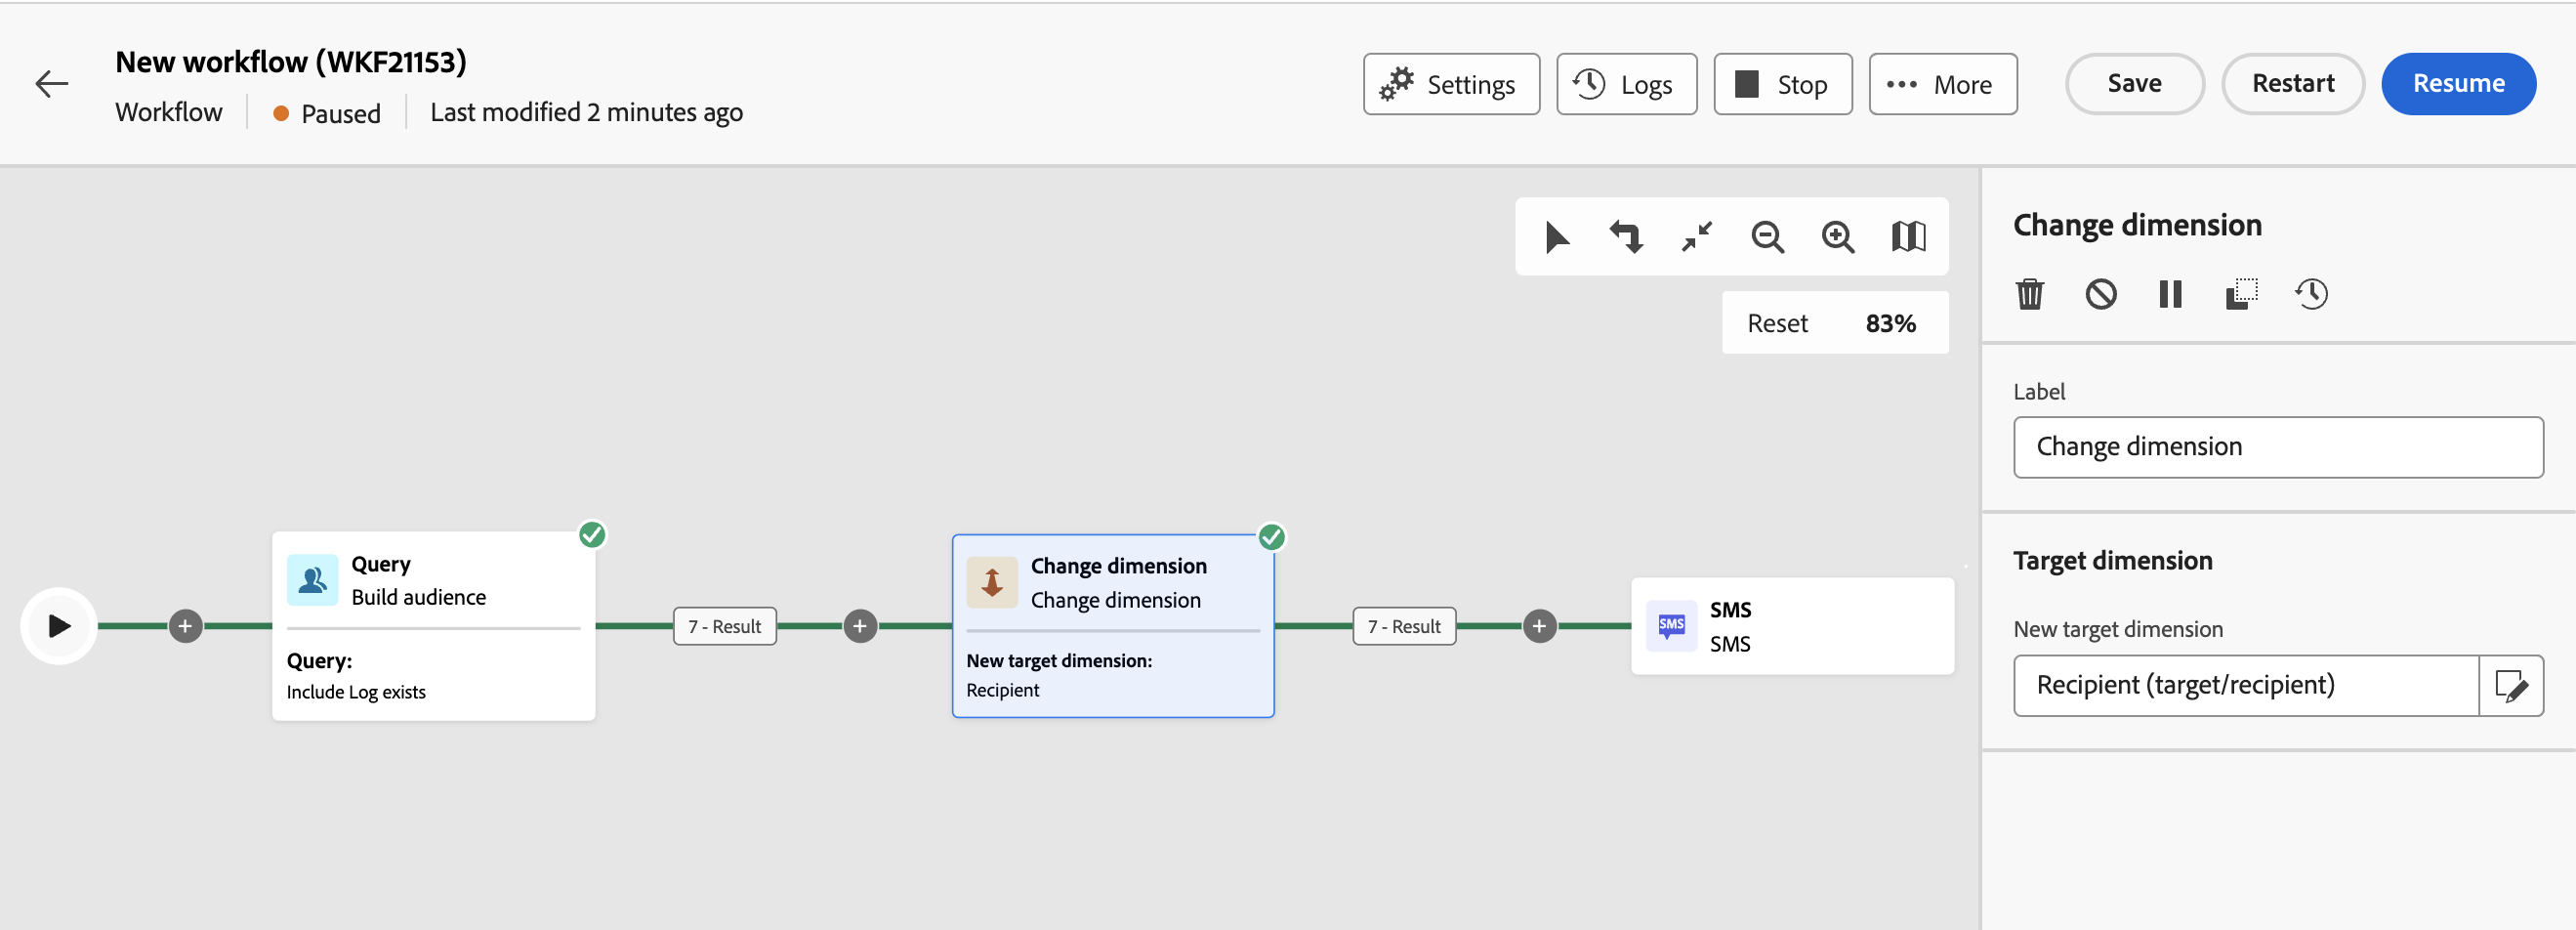 New workflow (WKF21153)
Workflow
Paused
Last modified 2 minutes ago
Settings
Logs
Stop
More
Save
Restart
Resume
Reset
83%
Query
Build audience
Query:
Include Log exists
7 - Result
Change dimension
Change dimension
New target dimension:
Recipient
7 - Result
SMS
SMS
SMS
Change dimension
Label
Change dimension
Target dimension
New target dimension
Recipient (target/recipient)